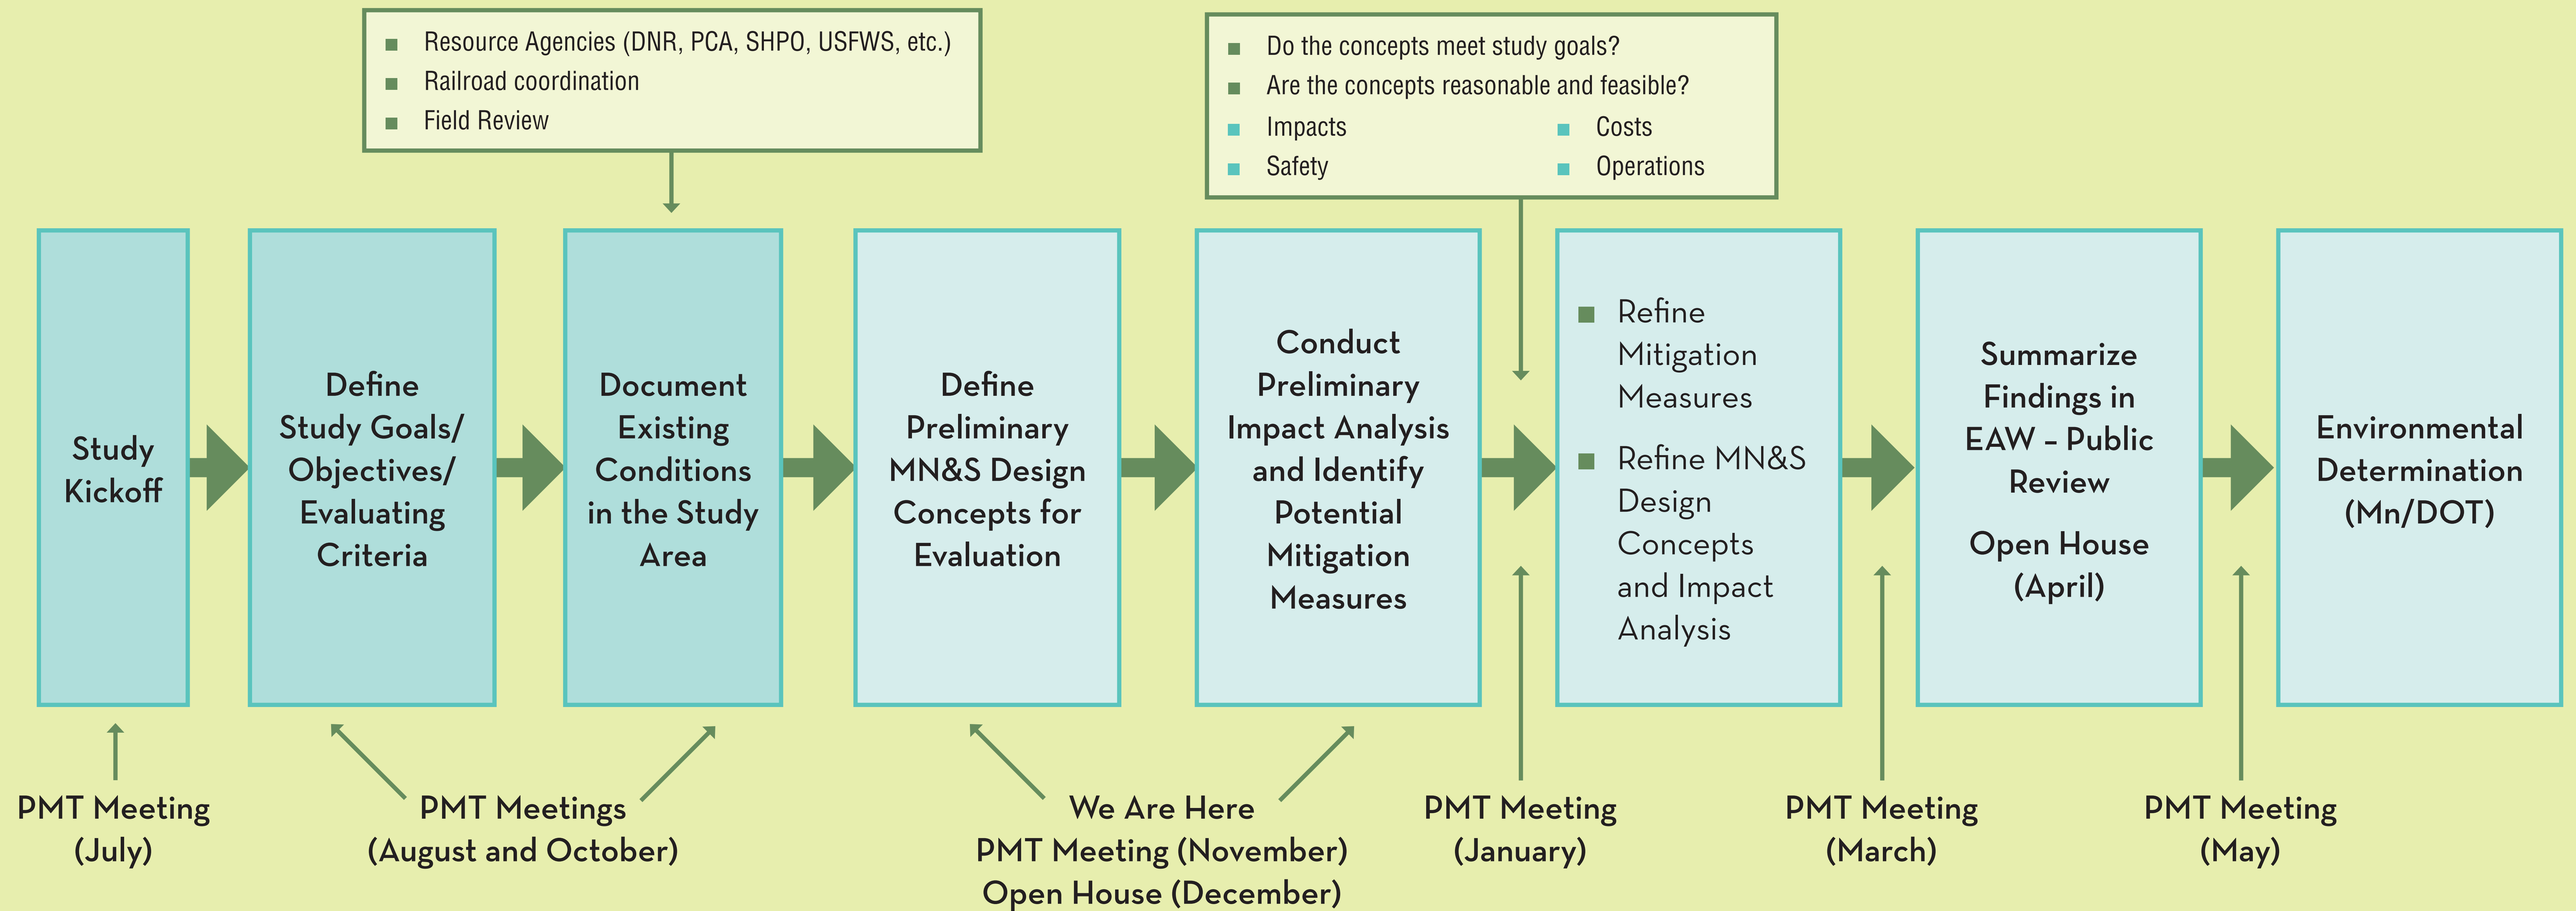 Resource Agencies (DNR, PCA, SHPO, USFWS, etc.)
Railroad coordination
Field Review
Do the concepts meet study goals?
Are the concepts reasonable and feasible?
Impacts
Costs
Safety
Operations
Study
Kickoff
Define
Study Goals/
Objectives/
Evaluating
Criteria
Document
Existing
Conditions
in the Study
Area
Define
Preliminary
MN&S Design
Concepts for
Evaluation
Conduct
Preliminary
Impact Analysis
and Identify
Potential
Mitigation
Measures
Refine
Mitigation
Measures
Refine MN&S
Design
Concepts
and Impact
Analysis
Summarize
Findings in
EAW – Public
Review
Open House
(April)
Environmental
Determination
(Mn/DOT)
PMT Meeting
(July)
PMT Meetings
(August and October)
We Are Here
PMT Meeting (November)
Open House (December)
PMT Meeting
(January)
PMT Meeting
(March)
PMT Meeting
(May)